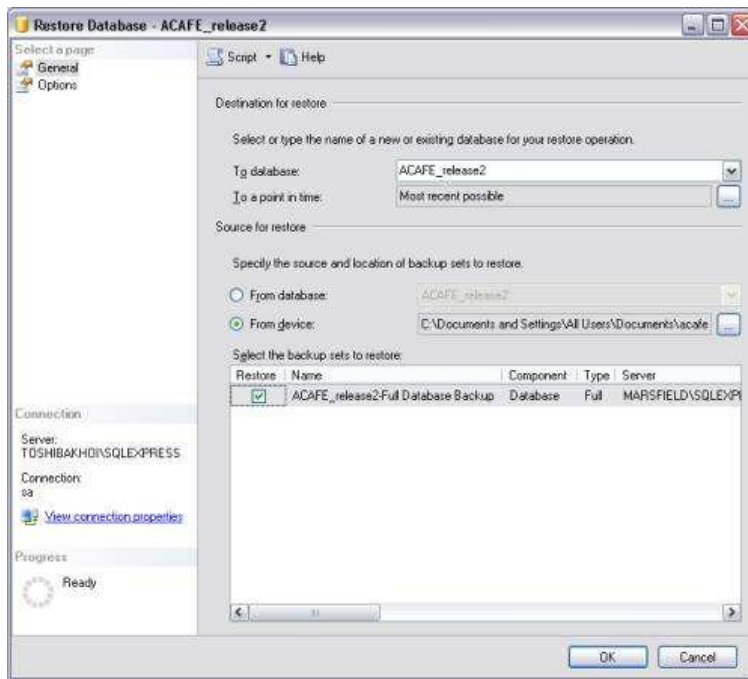 Restore Database - ACAFE_release2
Select a page
General
Options
Script Help
Destination for restore
Select or type the name of a new or existing database for your restore operation.
To database: ACAFE_release2
To a point in time: Most recent possible
Source for restore
Specify the source and location of backup sets to restore.
From database: ACAFE_release2
From device: C:\Documents and Settings\All Users\Documents\acafe
Select the backup sets to restore:
Restore Name Component Type Server
ACAFE_release2-Full Database Backup Database Full MARSFIELD\SQLEXP
Connection
Server:
TOSHIBAKHOI\SQLEXPRESS
Connection:
sa
View connection properties
Progress
Ready
OK Cancel